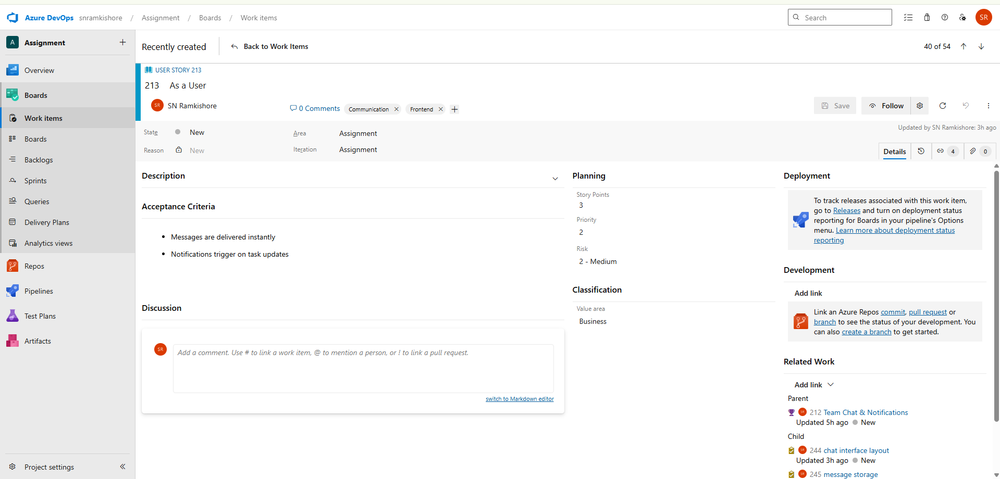 Azure DevOps snramkishore / Assignment / Boards / Work items
Search
SR
A Assignment
Recently created
Back to Work Items
40 of 54
Overview
Boards
Work items
Boards
Backlogs
Sprints
Queries
Delivery Plans
Analytics views
Repos
Pipelines
Test Plans
Artifacts
Project settings
USER STORY 213
213 As a User
SR SN Ramkishore
0 Comments
Communication
Frontend
Save
Follow
State New
Area Assignment
Updated by SN Ramkishore: 3h ago
Reason New
Iteration Assignment
Details
4
0
Description
Acceptance Criteria
• Messages are delivered instantly
• Notifications trigger on task updates
Discussion
SR
Add a comment. Use # to link a work item, @ to mention a person, or ! to link a pull request.
switch to Markdown editor
Planning
Story Points
3
Priority
2
Risk
2 - Medium
Classification
Value area
Business
Deployment
To track releases associated with this work item,
go to Releases and turn on deployment status
reporting for Boards in your pipeline's Options
menu. Learn more about deployment status
reporting
Development
Add link
Link an Azure Repos commit, pull request or
branch to see the status of your development. You
can also create a branch to get started.
Related Work
Add link
Parent
SR 212 Team Chat & Notifications
Updated 5h ago New
Child
SR 244 chat interface layout
Updated 3h ago New
SR 245 message storage